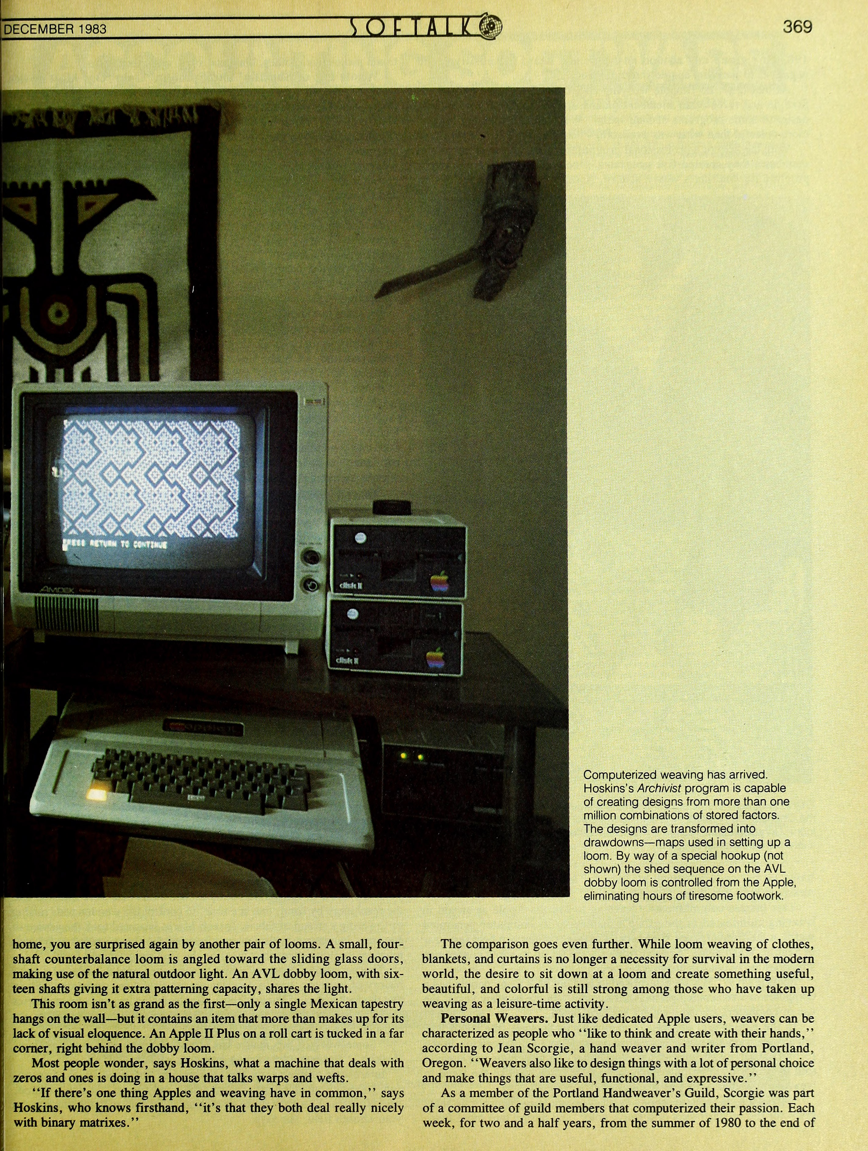 DECEMBER 1983
SOFTALK
369
PRESS RETURN TO CONTINUE
AMDEK
disk II
disk II
Computerized weaving has arrived.
Hoskins's Archivist program is capable
of creating designs from more than one
million combinations of stored factors.
The designs are transformed into
drawdowns—maps used in setting up a
loom. By way of a special hookup (not
shown) the shed sequence on the AVL
dobby loom is controlled from the Apple,
eliminating hours of tiresome footwork.
home, you are surprised again by another pair of looms. A small, four-
shaft counterbalance loom is angled toward the sliding glass doors,
making use of the natural outdoor light. An AVL dobby loom, with six-
teen shafts giving it extra patterning capacity, shares the light.
This room isn't as grand as the first—only a single Mexican tapestry
hangs on the wall—but it contains an item that more than makes up for its
lack of visual eloquence. An Apple II Plus on a roll cart is tucked in a far
corner, right behind the dobby loom.
Most people wonder, says Hoskins, what a machine that deals with
zeros and ones is doing in a house that talks warps and wefts.
"If there's one thing Apples and weaving have in common," says
Hoskins, who knows firsthand, "it's that they both deal really nicely
with binary matrixes."
The comparison goes even further. While loom weaving of clothes,
blankets, and curtains is no longer a necessity for survival in the modern
world, the desire to sit down at a loom and create something useful,
beautiful, and colorful is still strong among those who have taken up
weaving as a leisure-time activity.
Personal Weavers. Just like dedicated Apple users, weavers can be
characterized as people who "like to think and create with their hands,"
according to Jean Scorgie, a hand weaver and writer from Portland,
Oregon. "Weavers also like to design things with a lot of personal choice
and make things that are useful, functional, and expressive."
As a member of the Portland Handweaver's Guild, Scorgie was part
of a committee of guild members that computerized their passion. Each
week, for two and a half years, from the summer of 1980 to the end of